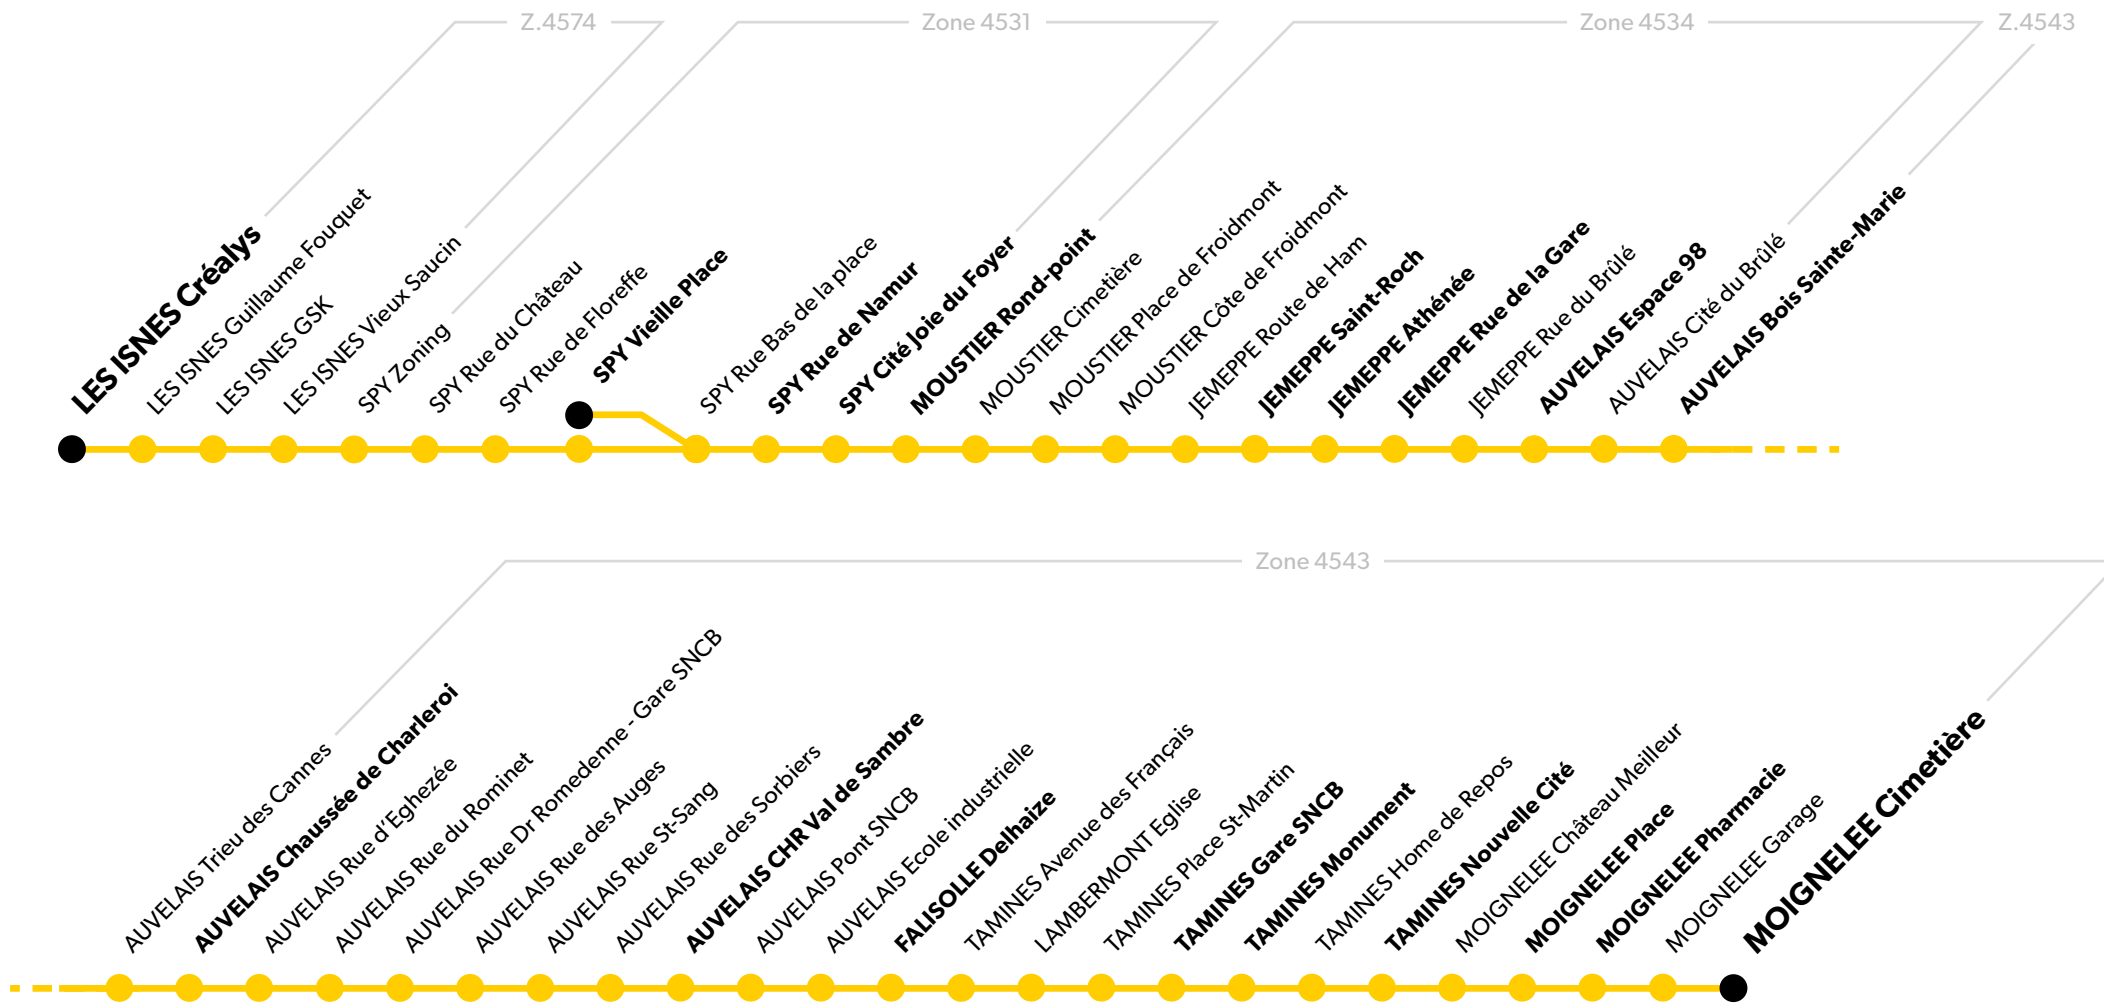 Z.4574
Zone 4531
Zone 4534
Z.4543
LES ISNES Créalys
LES ISNES Guillaume Fouquet
LES ISNES GSK
LES ISNES Vieux Saucin
SPY Zoning
SPY Rue du Château
SPY Rue de Floreffe
SPY Vieille Place
SPY Rue Bas de la place
SPY Rue de Namur
SPY Cité Joie du Foyer
MOUSTIER Rond-point
MOUSTIER Cimetière
MOUSTIER Place de Froidmont
MOUSTIER Côte de Froidmont
JEMEPPE Route de Ham
JEMEPPE Saint-Roch
JEMEPPE Athénée
JEMEPPE Rue de la Gare
JEMEPPE Rue du Brûlé
AUVELAIS Espace 98
AUVELAIS Cité du Brûlé
AUVELAIS Bois Sainte-Marie
Zone 4543
AUVELAIS Trieu des Cannes
AUVELAIS Chaussée de Charleroi
AUVELAIS Rue d'Eghezée
AUVELAIS Rue du Rominet
AUVELAIS Rue Dr Romedenne - Gare SNCB
AUVELAIS Rue des Auges
AUVELAIS Rue St-Sang
AUVELAIS Rue des Sorbiers
AUVELAIS CHR Val de Sambre
AUVELAIS Pont SNCB
AUVELAIS Ecole industrielle
FALISOLLE Delhaize
TAMINES Avenue des Français
LAMBERMONT Eglise
TAMINES Place St-Martin
TAMINES Gare SNCB
TAMINES Monument
TAMINES Home de Repos
TAMINES Nouvelle Cité
MOIGNELEE Château Meilleur
MOIGNELEE Place
MOIGNELEE Pharmacie
MOIGNELEE Garage
MOIGNELEE Cimetière